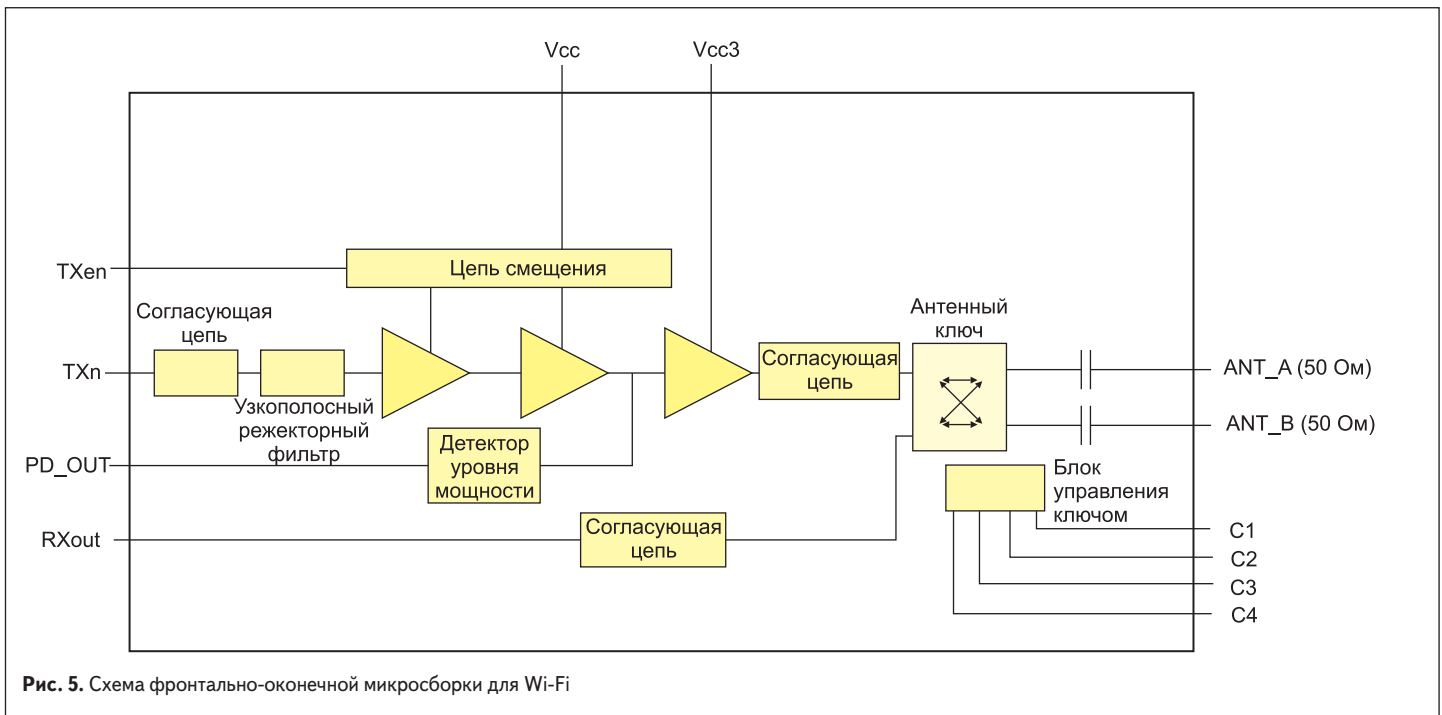 Vcc
Vcc3
TXen
Цепь смещения
Согласующая
цепь
TXn
Узкополосный
режекторный
фильтр
Согласующая
цепь
Антенный
ключ
ANT_A (50 Ом)
ANT_B (50 Ом)
PD_OUT
Детектор
уровня
мощности
Блок
управления
ключом
RXout
Согласующая
цепь
C1
C2
C3
C4
Рис. 5. Схема фронтально-оконечной микросборки для Wi-Fi